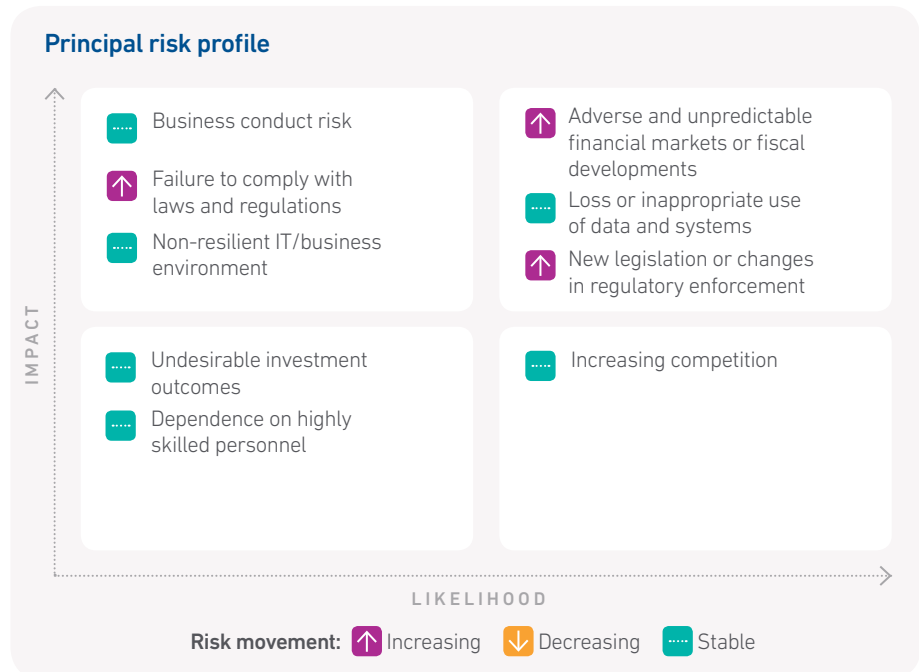 Principal risk profile
Business conduct risk
Failure to comply with
laws and regulations
Non-resilient IT/business
environment
Adverse and unpredictable
financial markets or fiscal
developments
Loss or inappropriate use
of data and systems
New legislation or changes
in regulatory enforcement
IMPACT
Undesirable investment
outcomes
Dependence on highly
skilled personnel
Increasing competition
LIKELIHOOD
Risk movement: Increasing Decreasing Stable